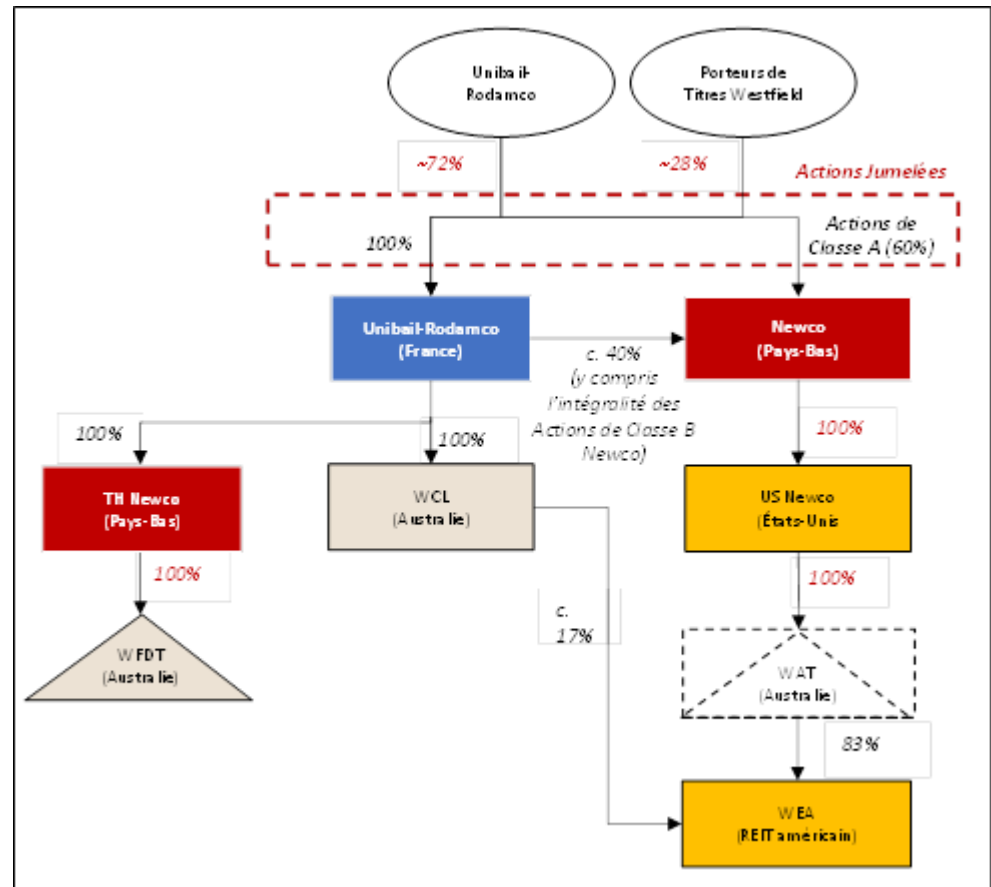 Unibail-
Rodamco
Porteurs de
Titres Westfield
~72%
~28%
Actions Jumelées
100%
Actions de
Classe A (60%)
Unibail-Rodamco
(France)
c. 40%
(y compris
l'intégralité des
Actions de Classe B
Newco)
Newco
(Pays-Bas)
100%
100%
100%
TH Newco
(Pays-Bas)
WCL
(Australie)
US Newco
(États-Unis
100%
100%
c.
17%
WFDT
(Australie)
WAT
(Australie)
83%
WEA
(REIT américain)